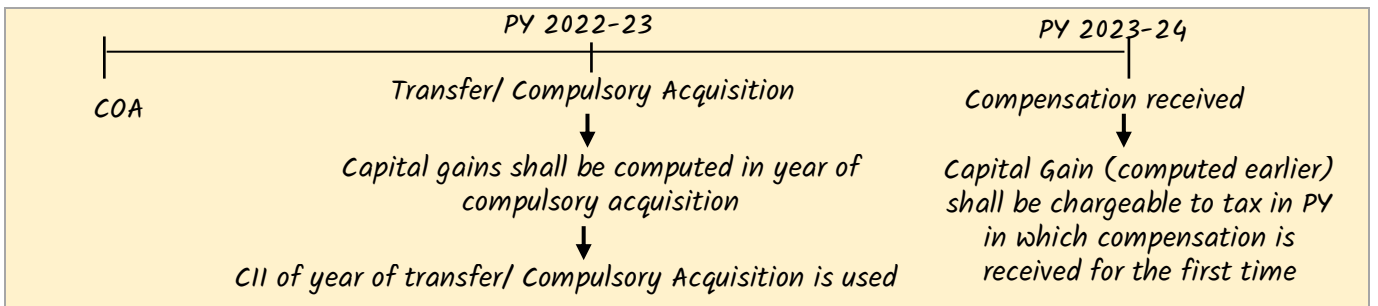 PY 2022-23
PY 2023-24
COA
Transfer/ Compulsory Acquisition
Capital gains shall be computed in year of
compulsory acquisition
CII of year of transfer/ Compulsory Acquisition is used
Compensation received
Capital Gain (computed earlier)
shall be chargeable to tax in PY
in which compensation is
received for the first time